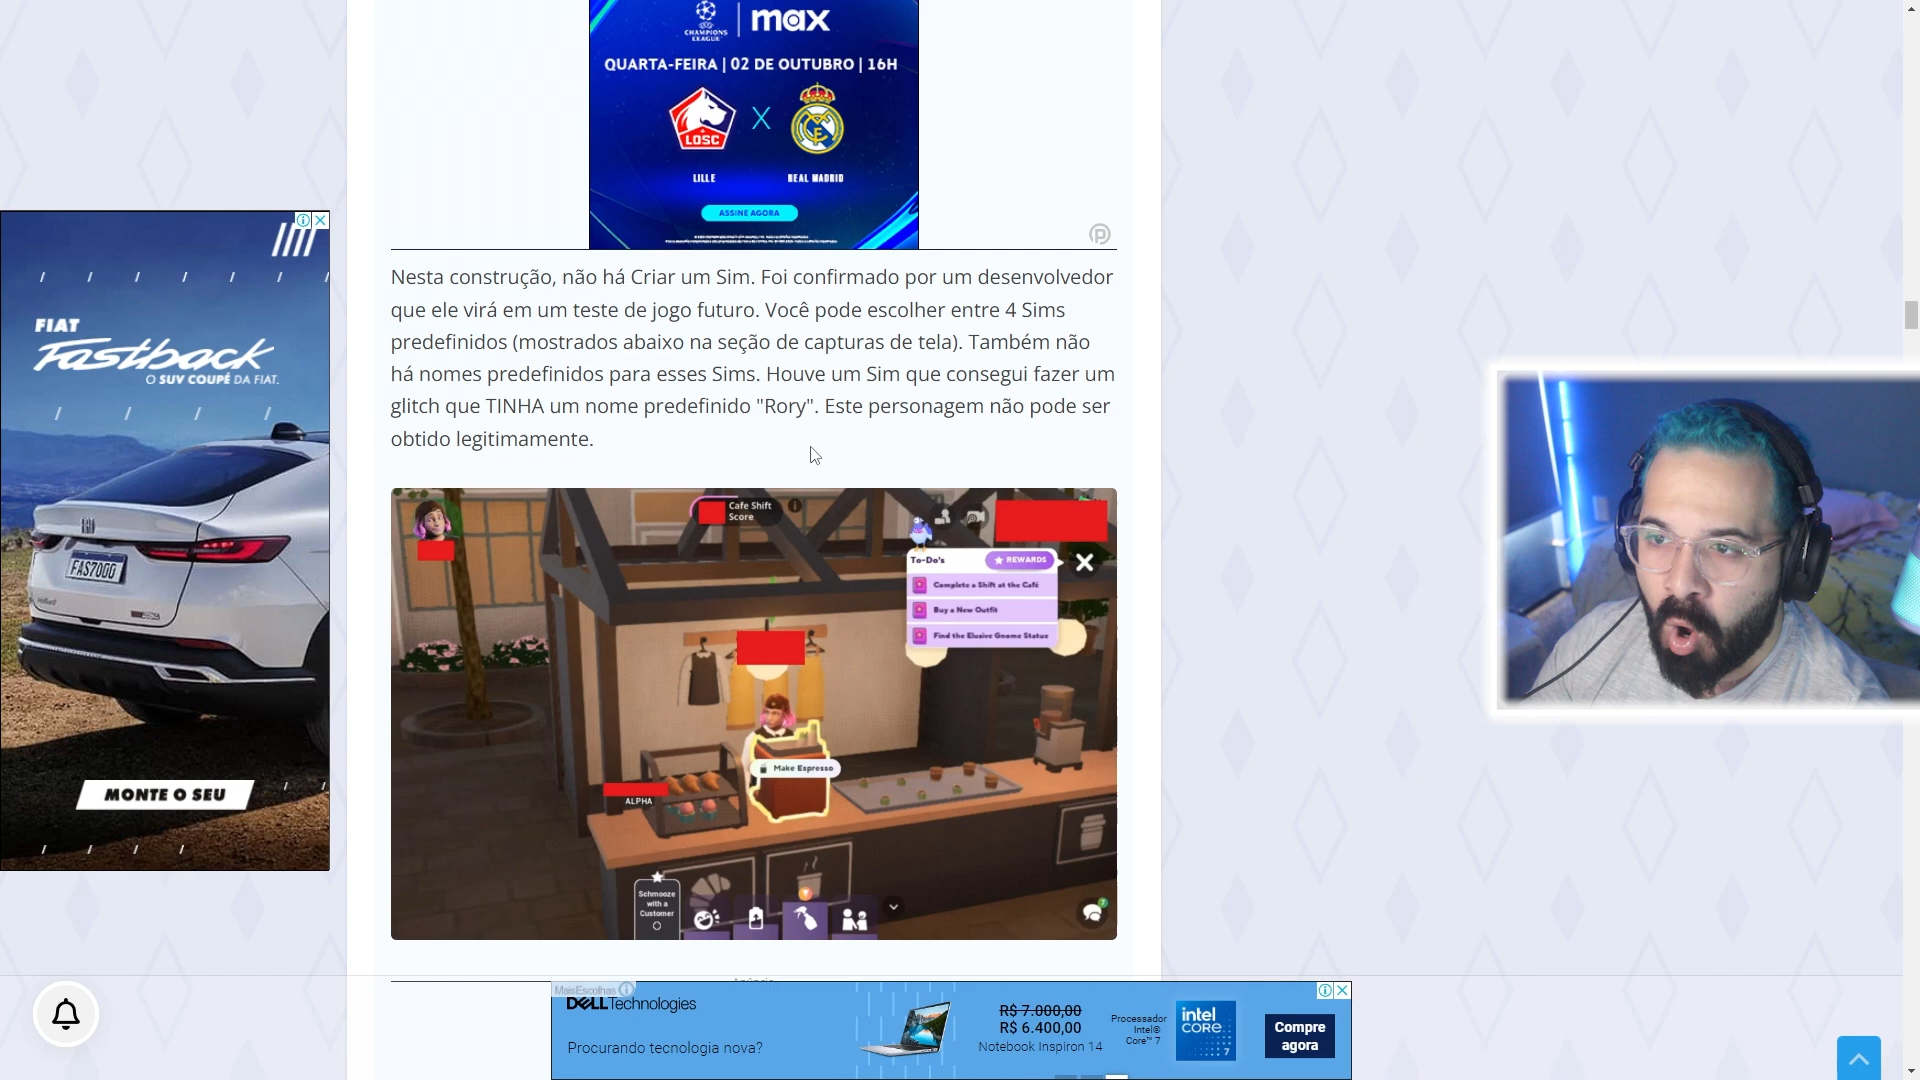 CHAMPIONS
LEAGUE
max
QUARTA-FEIRA | 02 DE OUTUBRO | 16H
LOSC
X
LILLE
REAL MADRID
ASSINE AGORA
FIAT
Fastback
O SUV COUPÉ DA FIAT.
FAS7000
MONTE O SEU
Nesta construção, não há Criar um Sim. Foi confirmado por um desenvolvedor
que ele virá em um teste de jogo futuro. Você pode escolher entre 4 Sims
predefinidos (mostrados abaixo na seção de capturas de tela). Também não
há nomes predefinidos para esses Sims. Houve um Sim que consegui fazer um
glitch que TINHA um nome predefinido "Rory". Este personagem não pode ser
obtido legitimamente.
Cafe Shift
Score
To-Do's
REWARDS
Complete a Shift at the Café
Buy a New Outfit
Find the Elusive Gnome Statue
Make Espresso
ALPHA
Schmooze
with a
Customer
7
MaisEscolhas
DELLTechnologies
Procurando tecnologia nova?
R$ 7.000,00
R$ 6.400,00
Notebook Inspiron 14
Processador
Intel®
Core™ 7
intel
CORE
7
Compre
agora